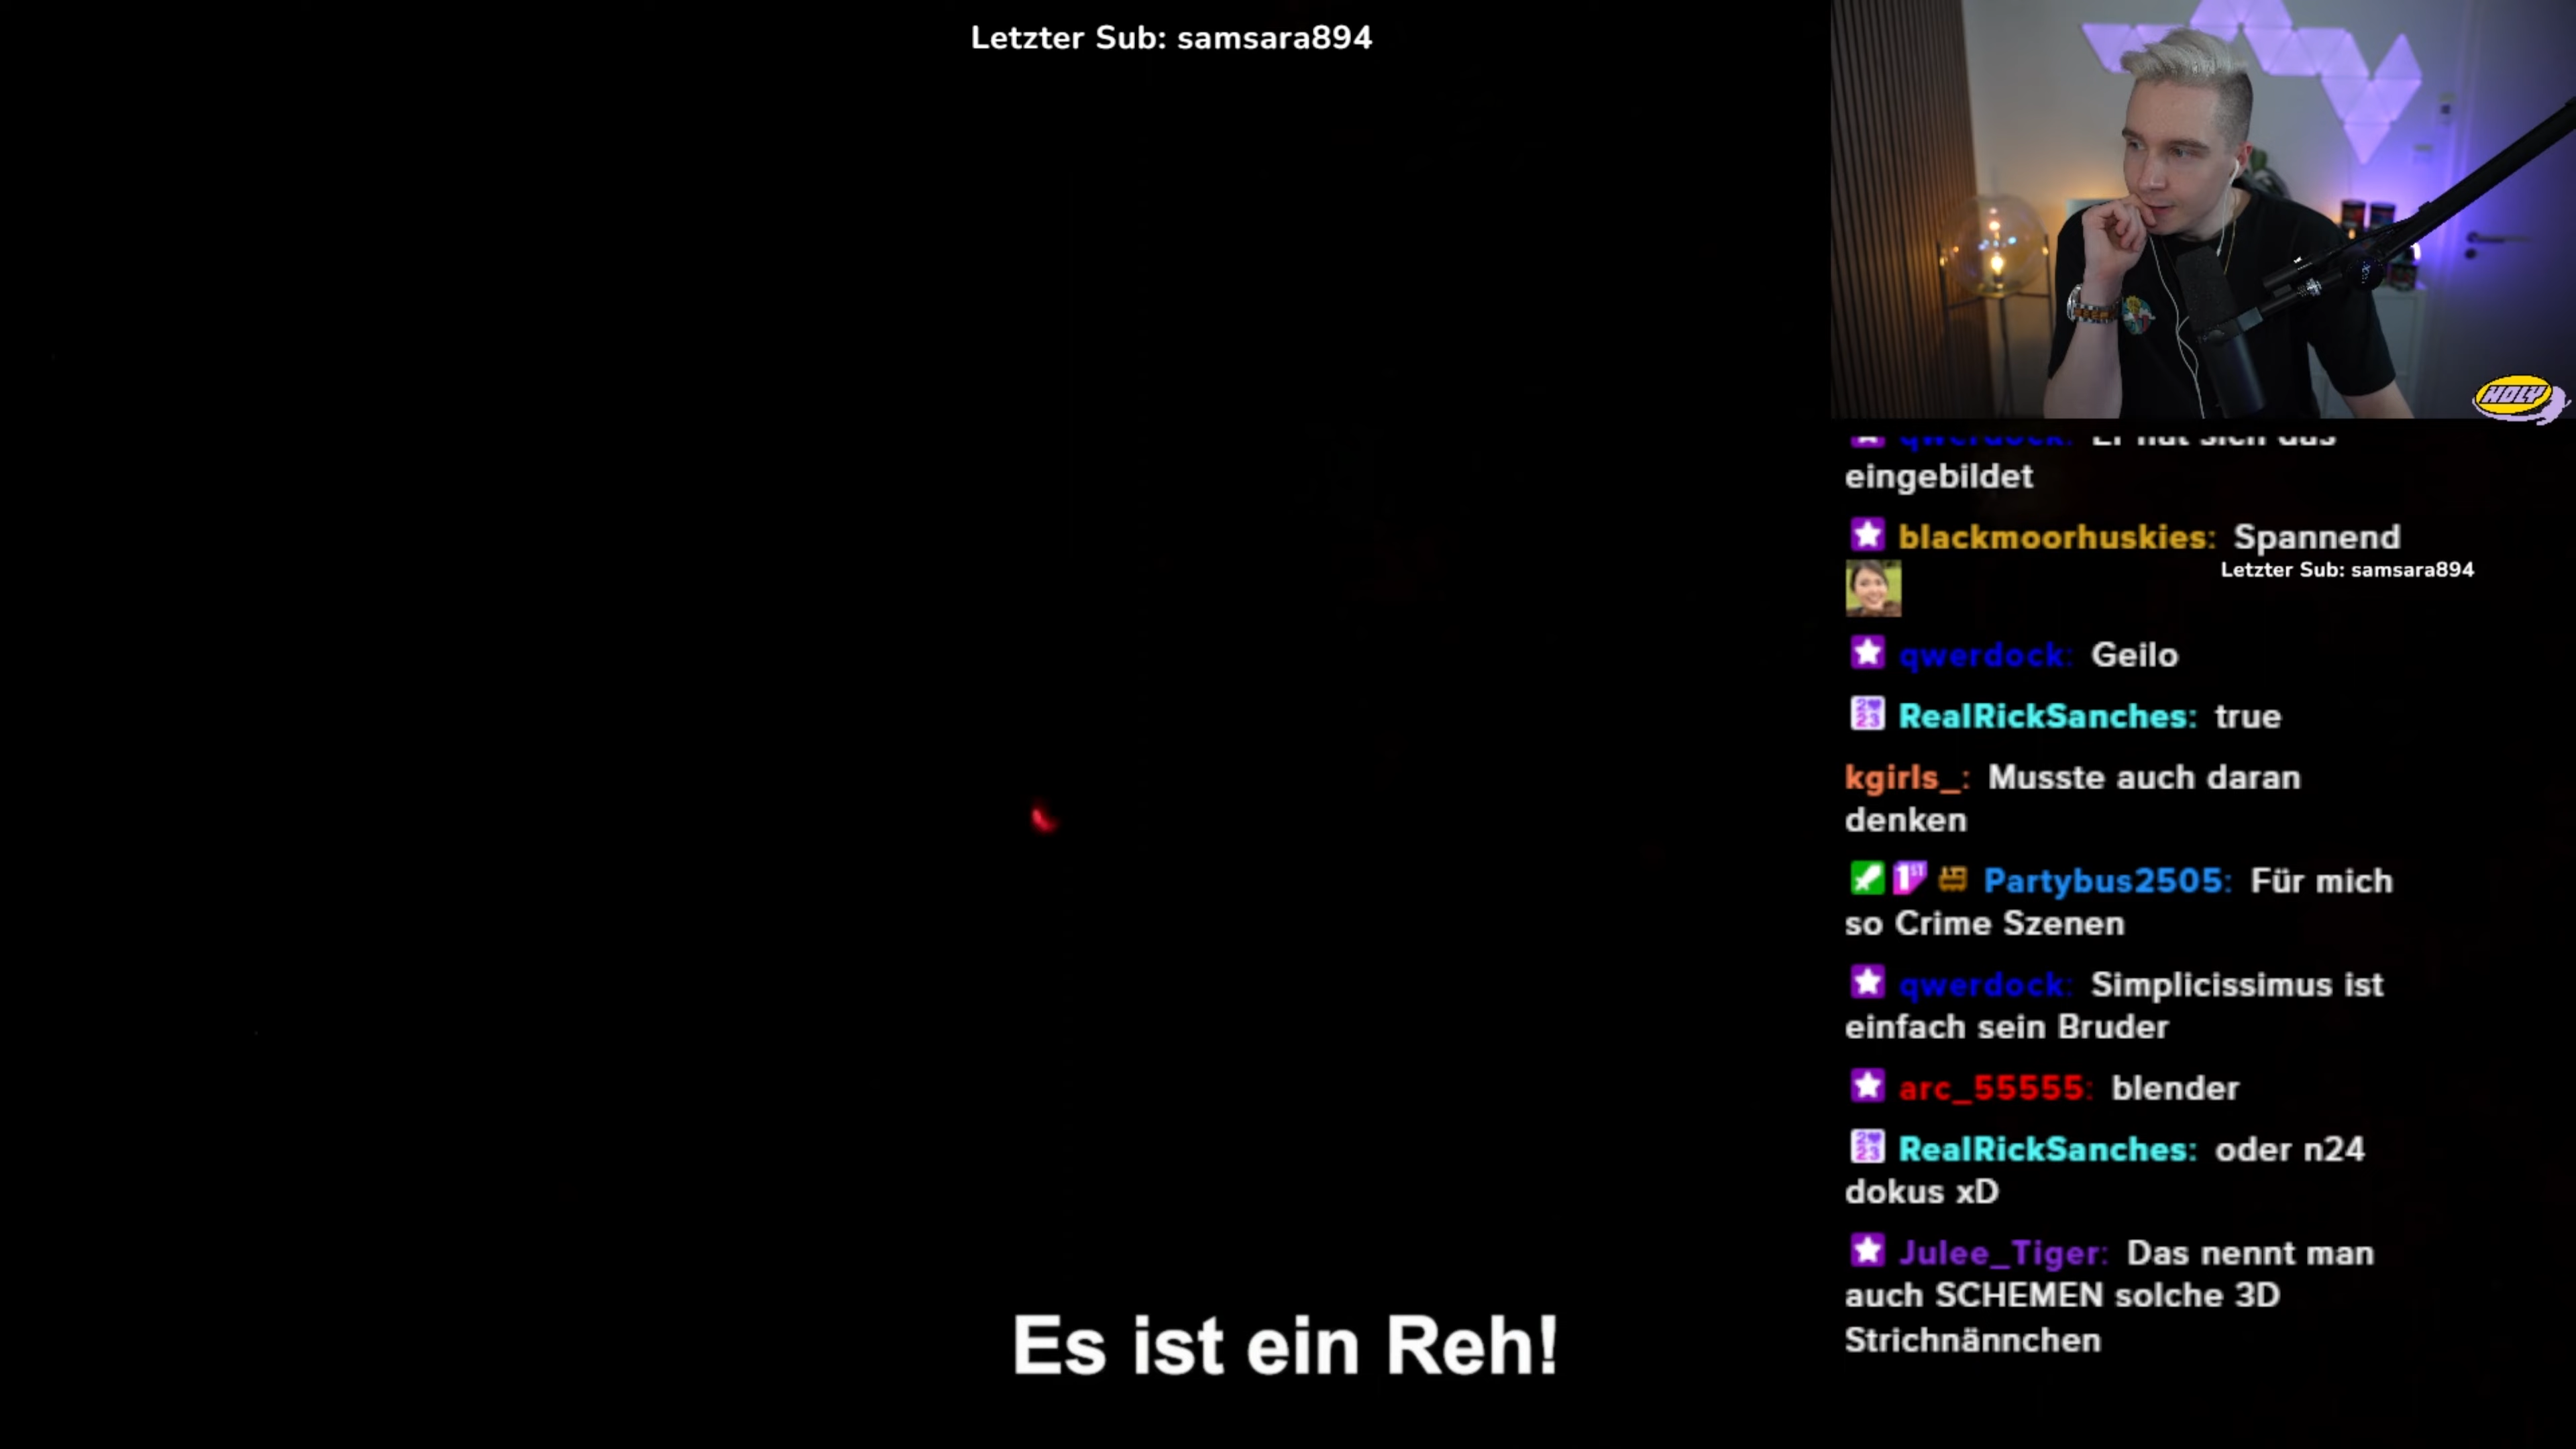 Letzter Sub: samsara894
HOLY
eingebildet
blackmoorhuskies: Spannend
Letzter Sub: samsara894
qwerdock: Geilo
RealRickSanches: true
kgirls_: Musste auch daran
denken
1ST Partybus2505: Für mich
so Crime Szenen
qwerdock: Simplicissimus ist
einfach sein Bruder
arc_55555: blender
RealRickSanches: oder n24
dokus xD
Julee_Tiger: Das nennt man
auch SCHEMEN solche 3D
Strichnännchen
Es ist ein Reh!